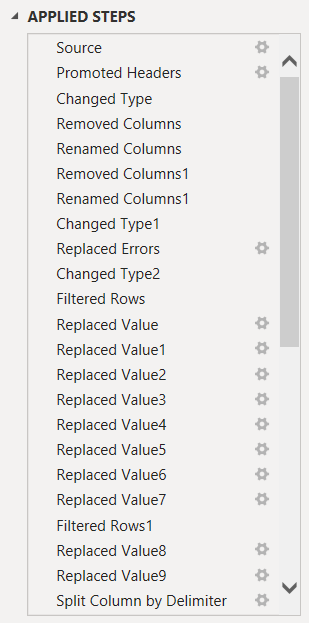 APPLIED STEPS
Source
Promoted Headers
Changed Type
Removed Columns
Renamed Columns
Removed Columns1
Renamed Columns1
Changed Type1
Replaced Errors
Changed Type2
Filtered Rows
Replaced Value
Replaced Value1
Replaced Value2
Replaced Value3
Replaced Value4
Replaced Value5
Replaced Value6
Replaced Value7
Filtered Rows1
Replaced Value8
Replaced Value9
Split Column by Delimiter